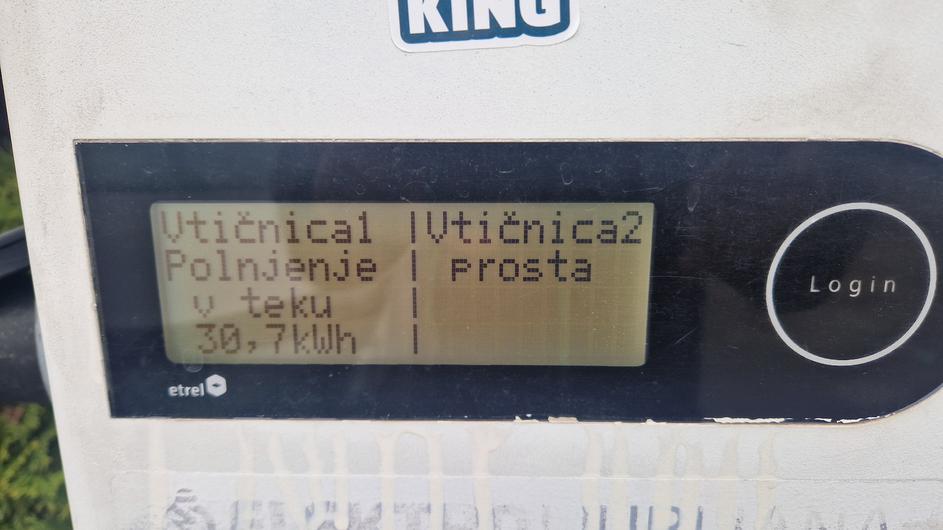 KING
Vtičnica1 | Vtičnica2
Polnjenje | prosta
v teku |
30,7kWh |
Login
etrel